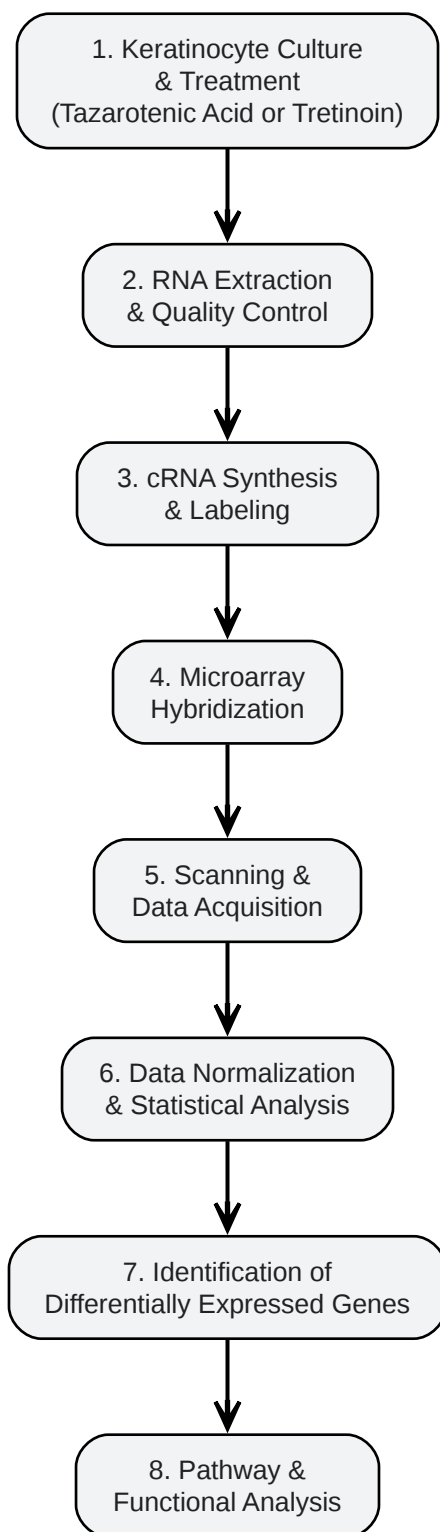 1. Keratinocyte Culture
& Treatment
(Tazarotenic Acid or Tretinoin)
2. RNA Extraction
& Quality Control
3. cRNA Synthesis
& Labeling
4. Microarray
Hybridization
5. Scanning &
Data Acquisition
6. Data Normalization
& Statistical Analysis
7. Identification of
Differentially Expressed Genes
8. Pathway &
Functional Analysis